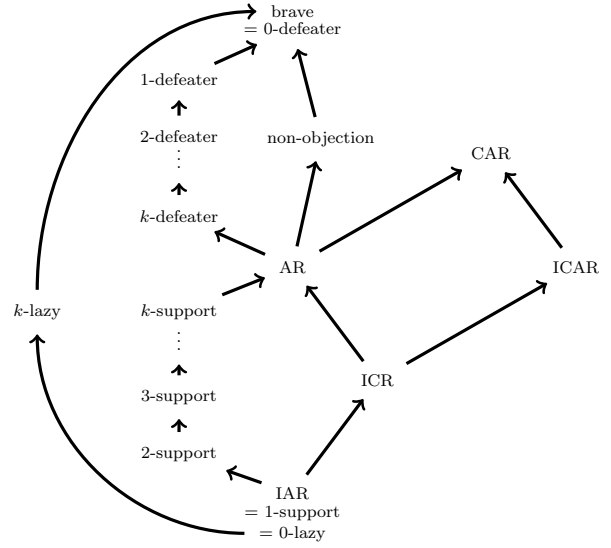 brave
= 0-defeater
1-defeater
2-defeater
non-objection
CAR
k-defeater
AR
ICAR
k-lazy
k-support
ICR
3-support
2-support
IAR
= 1-support
= 0-lazy